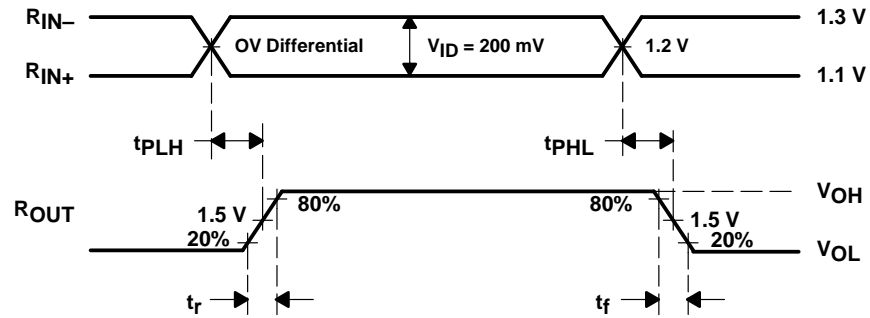 RIN– 1.3 V
OV Differential VID = 200 mV 1.2 V
RIN+ 1.1 V
tPLH tPHL
ROUT 80% 80% VOH
1.5 V 1.5 V
20% 20% VOL
tr tf